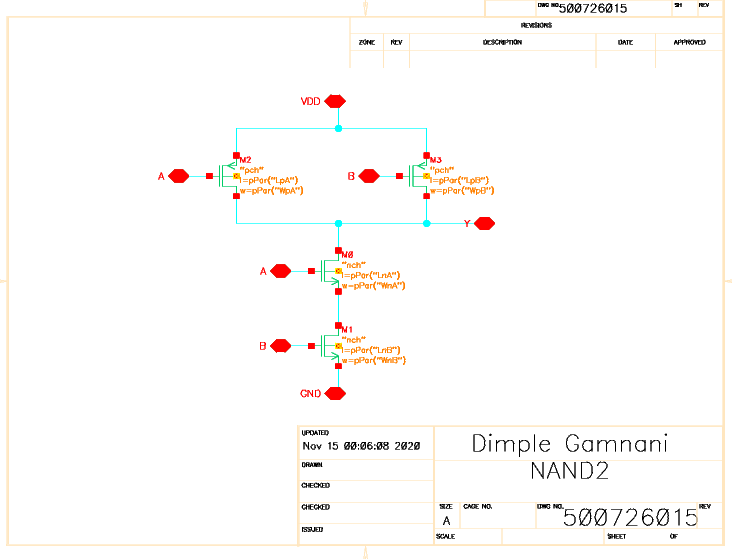 DWG NO. 500726015 SH REV
REVISIONS
ZONE REV DESCRIPTION DATE APPROVED
VDD
M2
"pch"
l=pPar("LpA")
w=pPar("WpA")
A
M3
"pch"
l=pPar("LpB")
w=pPar("WpB")
B
Y
M0
"nch"
l=pPar("LnA")
w=pPar("WnA")
A
M1
"nch"
l=pPar("LnB")
w=pPar("WnB")
B
GND
UPDATED
Nov 15 00:06:08 2020
DRAWN
CHECKED
CHECKED
ISSUED
Dimple Gamnani
NAND2
SIZE CAGE NO. DWG NO. REV
A 500726015
SCALE SHEET OF